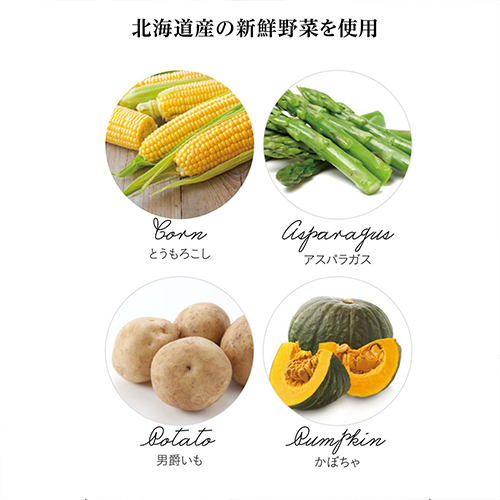 北海道産の新鮮野菜を使用
Corn
とうもろこし
Asparagus
アスパラガス
Potato
男爵いも
Pumpkin
かぼちゃ